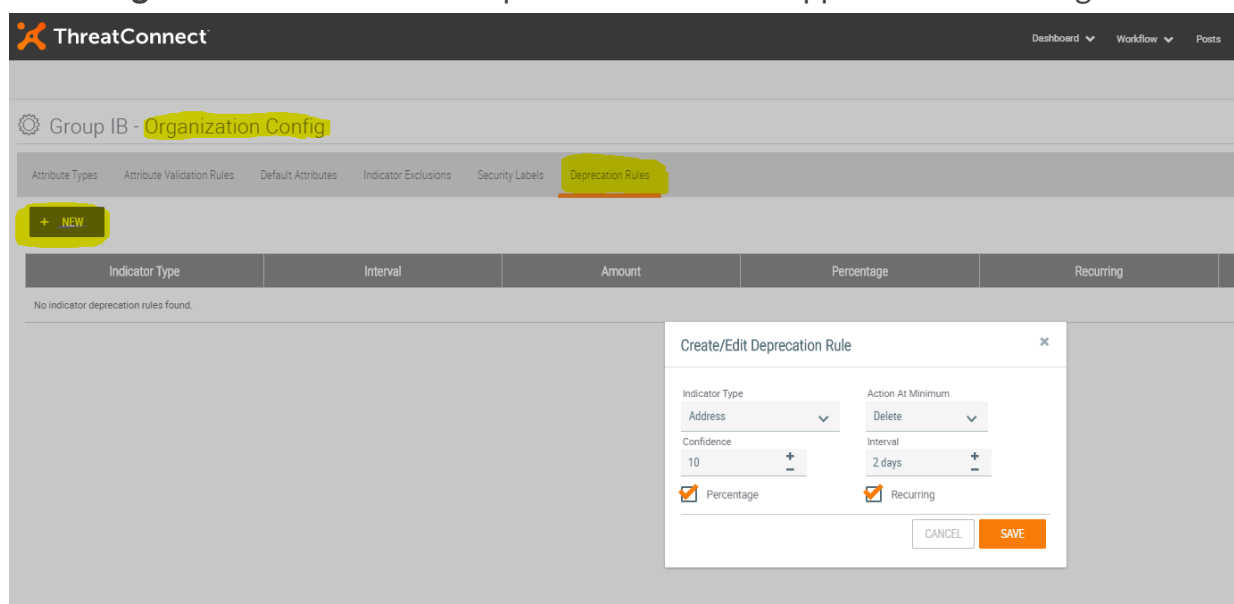 ThreatConnect
Dashboard Workflow Posts
Group IB - Organization Config
Attribute Types Attribute Validation Rules Default Attributes Indicator Exclusions Security Labels Deprecation Rules
+ NEW
Indicator Type Interval Amount Percentage Recurring
No indicator deprecation rules found.
Create/Edit Deprecation Rule
Indicator Type Action At Minimum
Address Delete
Confidence Interval
10 2 days
Percentage Recurring
CANCEL SAVE